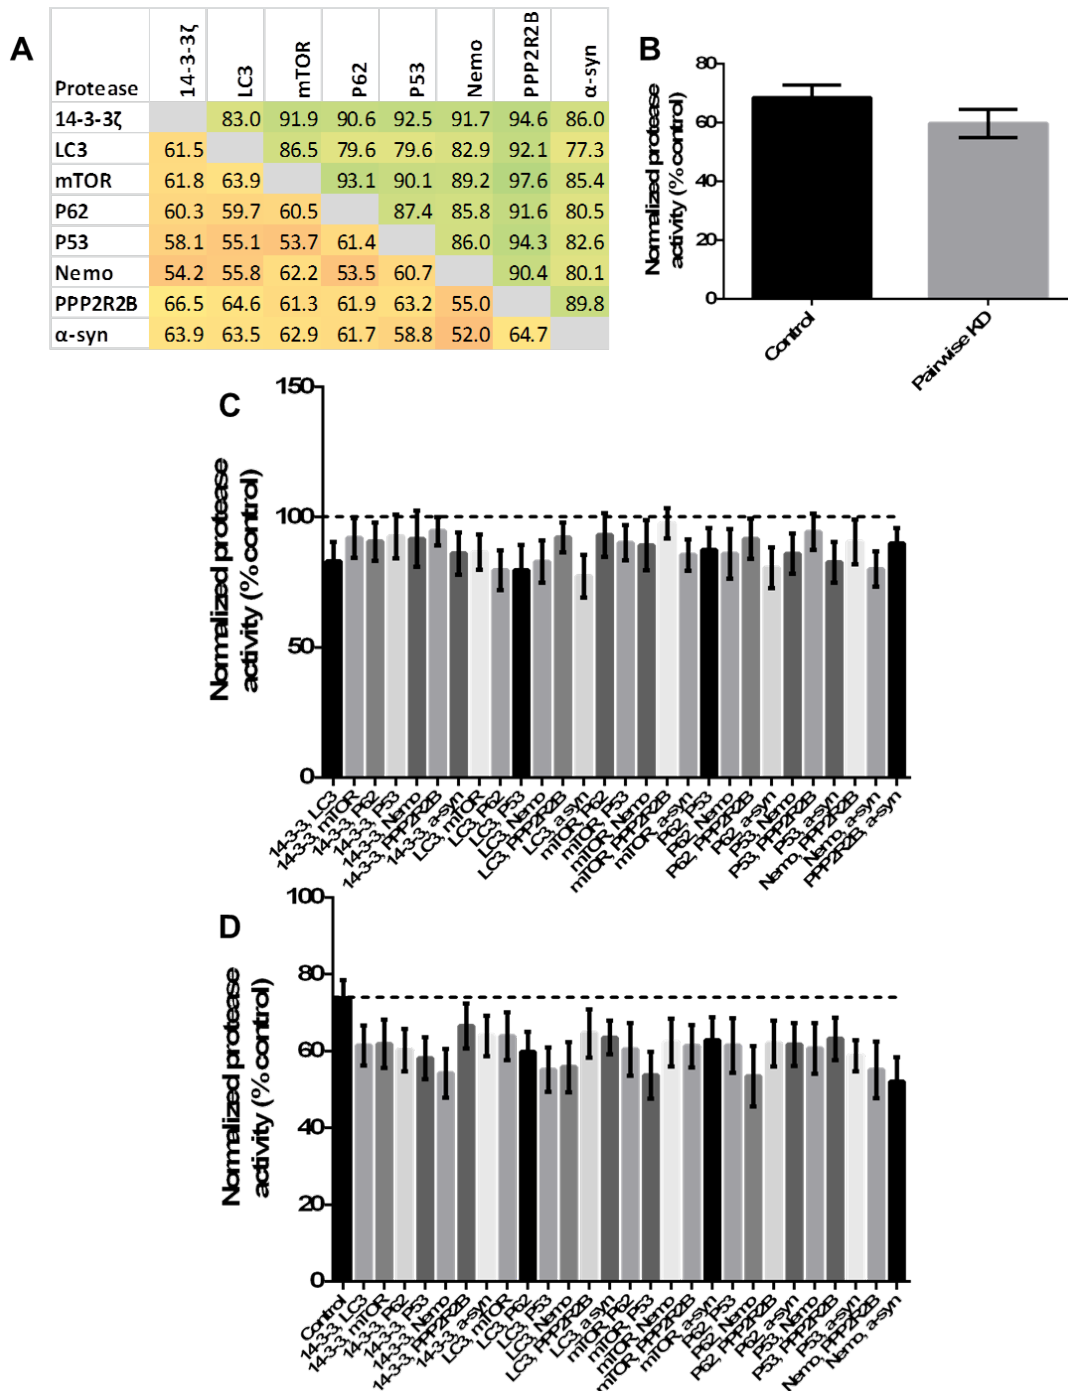 A
Protease 14-3-3ζ LC3 mTOR P62 P53 Nemo PPP2R2B α-syn
14-3-3ζ 83.0 91.9 90.6 92.5 91.7 94.6 86.0
LC3 61.5 86.5 79.6 79.6 82.9 92.1 77.3
mTOR 61.8 63.9 93.1 90.1 89.2 97.6 85.4
P62 60.3 59.7 60.5 87.4 85.8 91.6 80.5
P53 58.1 55.1 53.7 61.4 86.0 94.3 82.6
Nemo 54.2 55.8 62.2 53.5 60.7 90.4 80.1
PPP2R2B 66.5 64.6 61.3 61.9 63.2 55.0 89.8
α-syn 63.9 63.5 62.9 61.7 58.8 52.0 64.7
B
Normalized protease
activity (% control)
80
60
40
20
0
Control
Pairwise KD
C
Normalized protease
activity (% control)
150
100
50
0
14-3-3, LC3
14-3-3, mTOR
14-3-3, P62
14-3-3, P53
14-3-3, Nemo
14-3-3, PPP2R2B
14-3-3, a-syn
LC3, mTOR
LC3, P62
LC3, P53
LC3, Nemo
LC3, PPP2R2B
LC3, a-syn
mTOR, P62
mTOR, P53
mTOR, Nemo
mTOR, PPP2R2B
mTOR, a-syn
P62, P53
P62, Nemo
P62, PPP2R2B
P62, a-syn
P53, Nemo
P53, PPP2R2B
P53, a-syn
Nemo, PPP2R2B
Nemo, a-syn
PPP2R2B, a-syn
D
Normalized protease
activity (% control)
100
80
60
40
20
0
Control
14-3-3, LC3
14-3-3, mTOR
14-3-3, P62
14-3-3, P53
14-3-3, Nemo
14-3-3, PPP2R2B
14-3-3, a-syn
LC3, mTOR
LC3, P62
LC3, P53
LC3, Nemo
LC3, PPP2R2B
LC3, a-syn
mTOR, P62
mTOR, P53
mTOR, Nemo
mTOR, PPP2R2B
mTOR, a-syn
P62, P53
P62, Nemo
P62, PPP2R2B
P62, a-syn
P53, Nemo
P53, PPP2R2B
P53, a-syn
Nemo, PPP2R2B
Nemo, a-syn